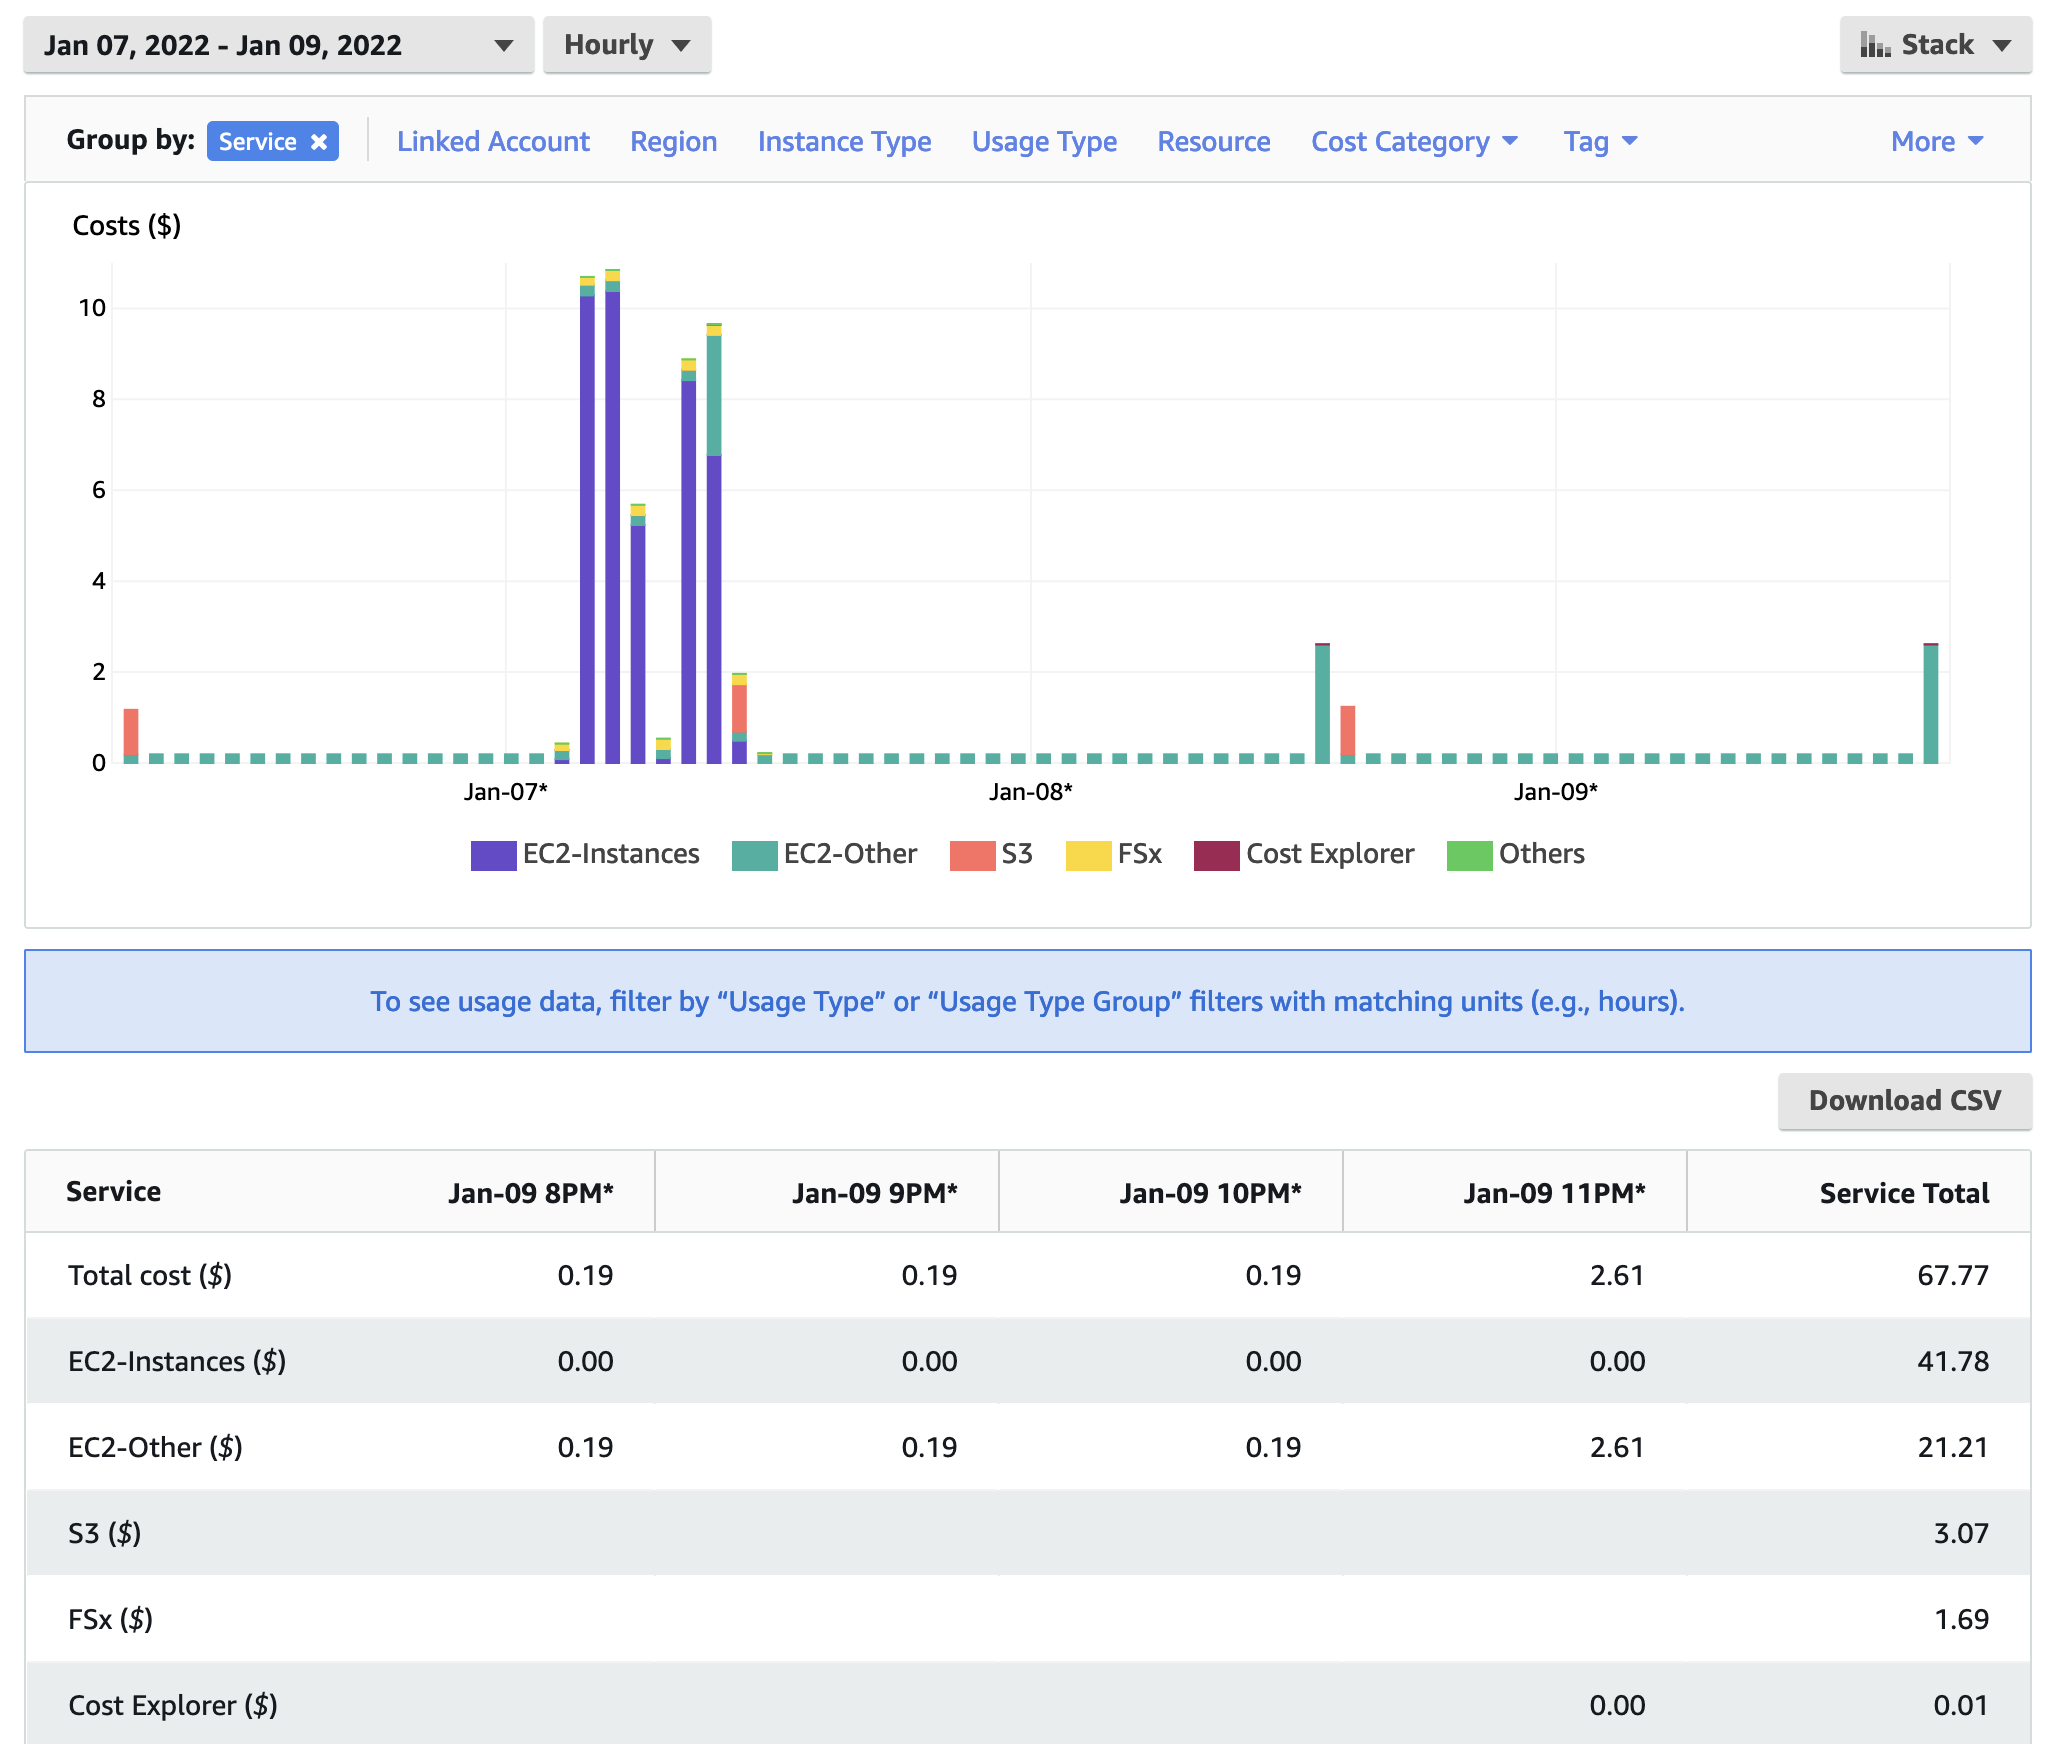 Jan 07, 2022 - Jan 09, 2022 Hourly Stack
Group by: Service × Linked Account Region Instance Type Usage Type Resource Cost Category Tag More
Costs ($)
10
8
6
4
2
0
Jan-07* Jan-08* Jan-09*
EC2-Instances EC2-Other S3 FSx Cost Explorer Others
To see usage data, filter by “Usage Type” or “Usage Type Group” filters with matching units (e.g., hours).
Download CSV
Service Jan-09 8PM* Jan-09 9PM* Jan-09 10PM* Jan-09 11PM* Service Total
Total cost ($) 0.19 0.19 0.19 2.61 67.77
EC2-Instances ($) 0.00 0.00 0.00 0.00 41.78
EC2-Other ($) 0.19 0.19 0.19 2.61 21.21
S3 ($) 3.07
FSx ($) 1.69
Cost Explorer ($) 0.00 0.01